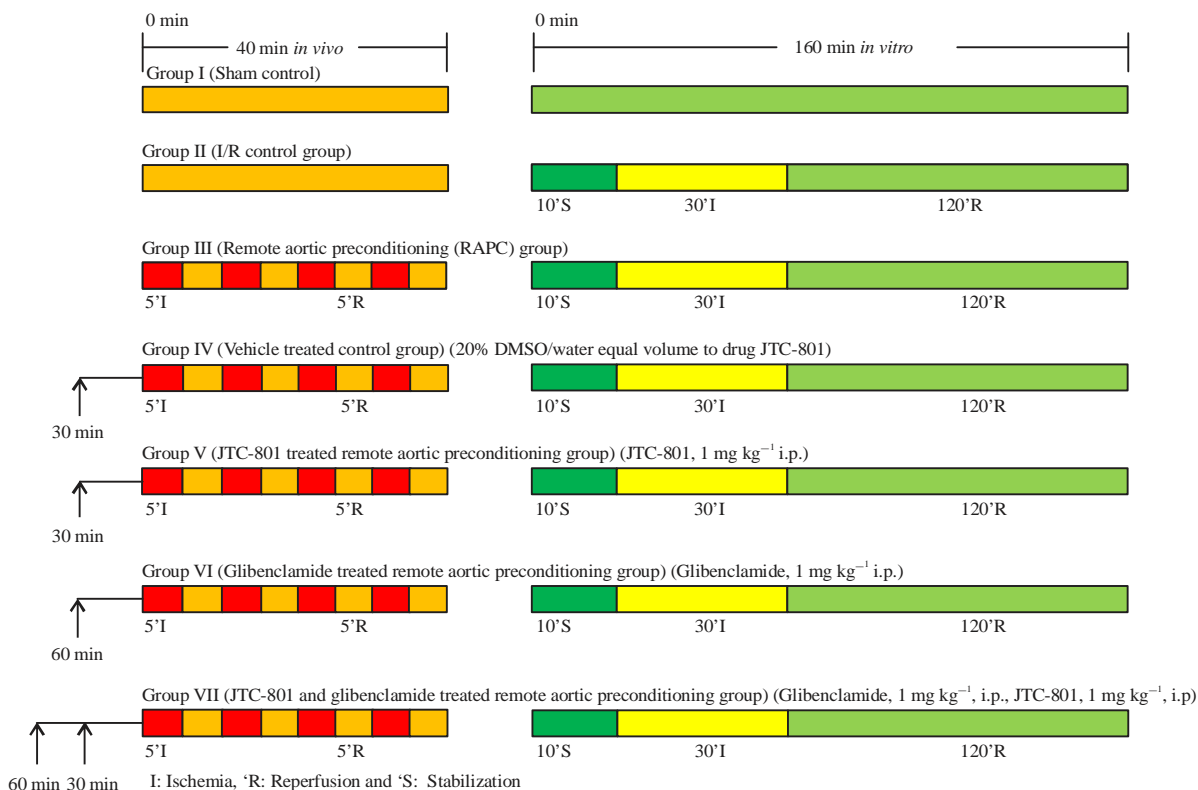 0 min 0 min
40 min in vivo 160 min in vitro
Group I (Sham control)
Group II (I/R control group)
10'S 30'I 120'R
Group III (Remote aortic preconditioning (RAPC) group)
5'I 5'R 10'S 30'I 120'R
Group IV (Vehicle treated control group) (20% DMSO/water equal volume to drug JTC-801)
5'I 5'R 10'S 30'I 120'R
30 min
Group V (JTC-801 treated remote aortic preconditioning group) (JTC-801, 1 mg kg⁻¹ i.p.)
5'I 5'R 10'S 30'I 120'R
30 min
Group VI (Glibenclamide treated remote aortic preconditioning group) (Glibenclamide, 1 mg kg⁻¹ i.p.)
5'I 5'R 10'S 30'I 120'R
60 min
Group VII (JTC-801 and glibenclamide treated remote aortic preconditioning group) (Glibenclamide, 1 mg kg⁻¹, i.p., JTC-801, 1 mg kg⁻¹, i.p)
5'I 5'R 10'S 30'I 120'R
60 min 30 min I: Ischemia, ‘R: Reperfusion and ‘S: Stabilization